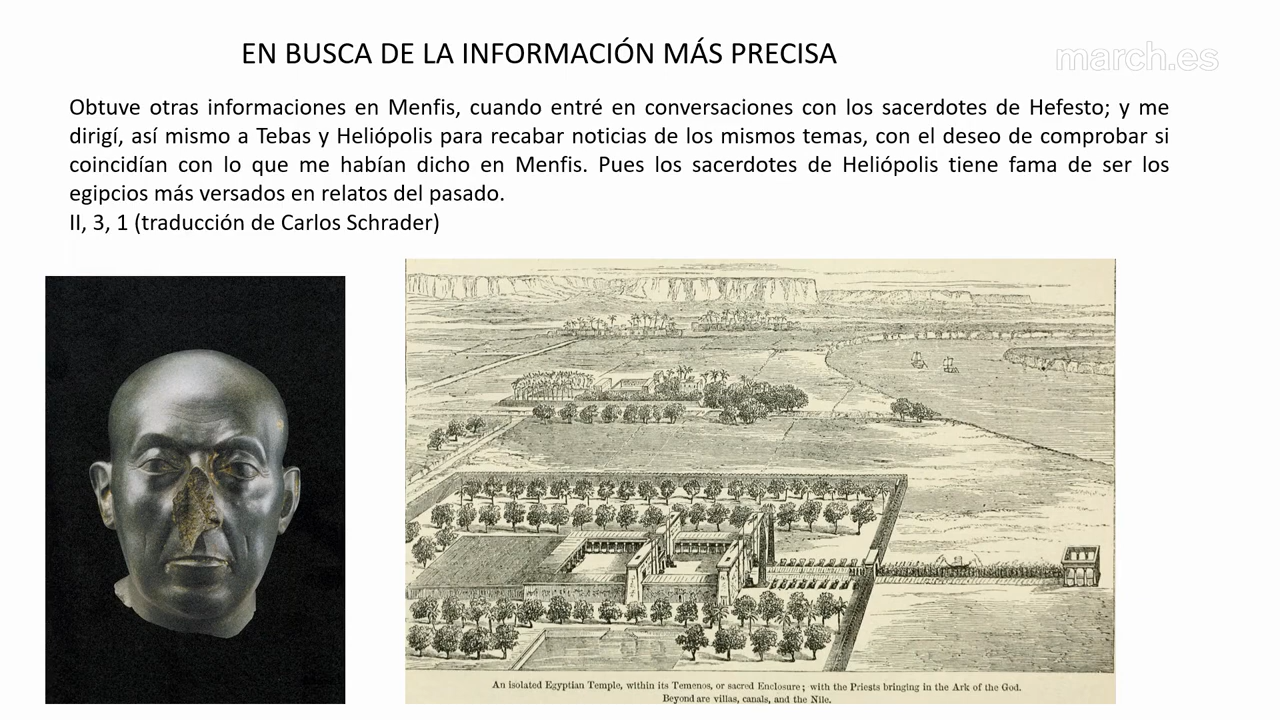 EN BUSCA DE LA INFORMACIÓN MÁS PRECISA
march.es
Obtuve otras informaciones en Menfis, cuando entré en conversaciones con los sacerdotes de Hefesto; y me
dirigí, así mismo a Tebas y Heliópolis para recabar noticias de los mismos temas, con el deseo de comprobar si
coincidían con lo que me habían dicho en Menfis. Pues los sacerdotes de Heliópolis tiene fama de ser los
egipcios más versados en relatos del pasado.
II, 3, 1 (traducción de Carlos Schrader)
An isolated Egyptian Temple, within its Temenos, or sacred Enclosure; with the Priests bringing in the Ark of the God.
Beyond are villas, canals, and the Nile.